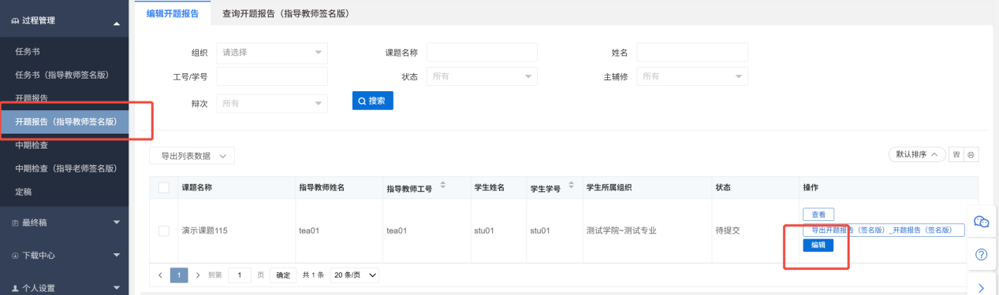 过程管理
任务书
任务书（指导教师签名版）
开题报告
开题报告（指导教师签名版）
中期检查
中期检查（指导老师签名版）
定稿
最终稿
下载中心
个人设置
编辑开题报告 查询开题报告（指导教师签名版）
组织 请选择 课题名称 姓名
工号/学号 状态 所有 主辅修 所有
辩次 所有 搜索
导出列表数据 默认排序
课题名称 指导教师姓名 指导教师工号 学生姓名 学生学号 学生所属组织 状态 操作
查看
演示课题115 tea01 tea01 stu01 stu01 测试学院~测试专业 待提交 导出开题报告（签名版）_开题报告（签名版）
编辑
1 到第 1 页 确定 共 1 条 20 条/页